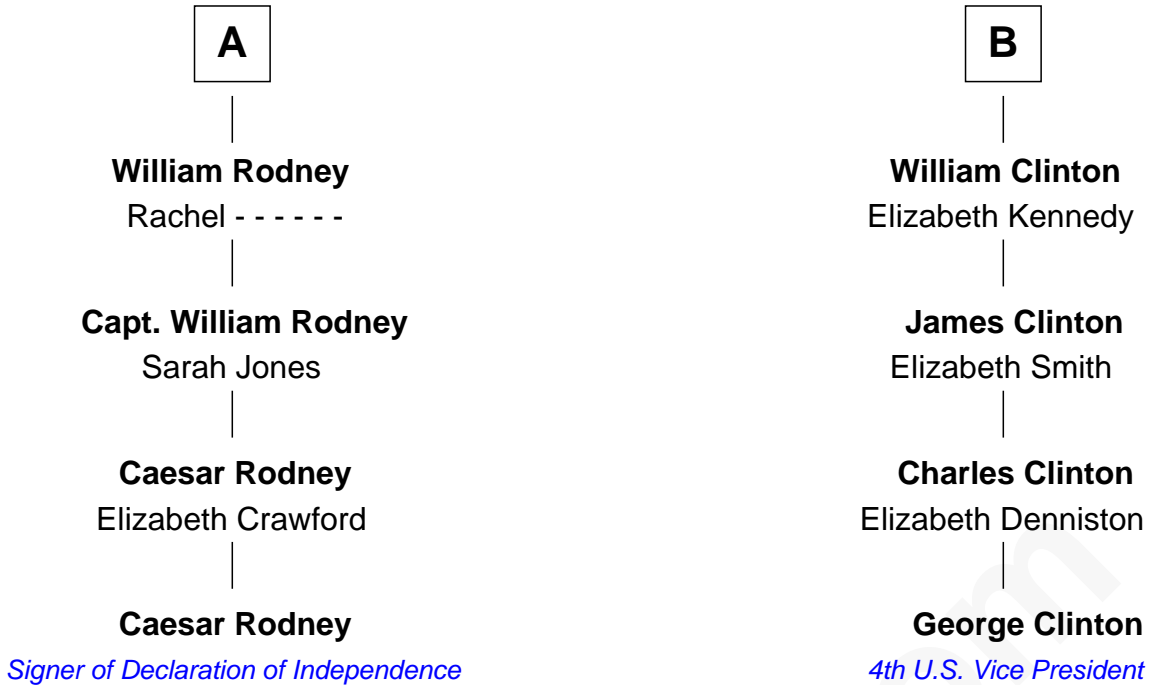 A
William Rodney
Rachel - - - - - -
Capt. William Rodney
Sarah Jones
Caesar Rodney
Elizabeth Crawford
Caesar Rodney
Signer of Declaration of Independence
B
William Clinton
Elizabeth Kennedy
James Clinton
Elizabeth Smith
Charles Clinton
Elizabeth Denniston
George Clinton
4th U.S. Vice President